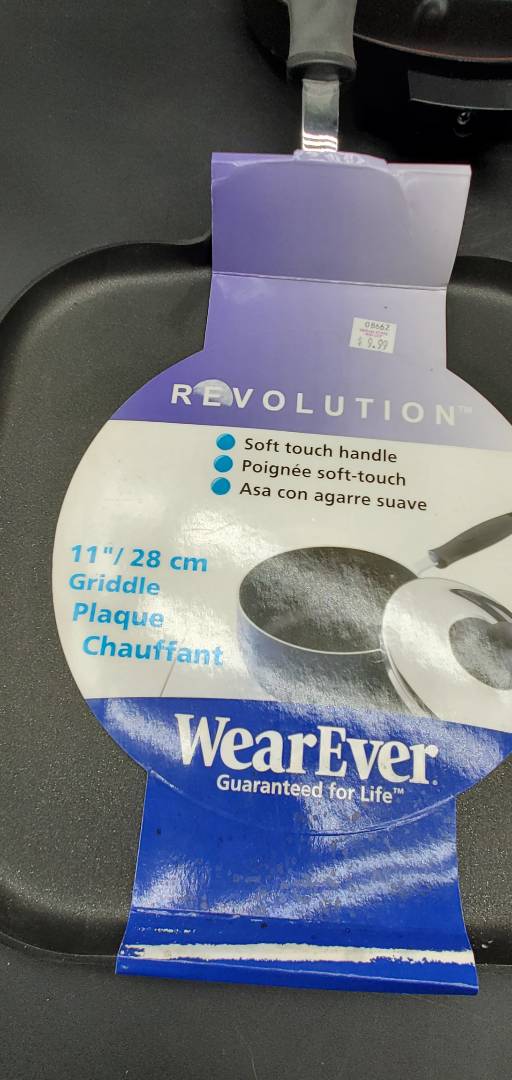 08662
$ 9.99
REVOLUTION™
Soft touch handle
Poignée soft-touch
Asa con agarre suave
11"/ 28 cm
Griddle
Plaque
Chauffant
WearEver®
Guaranteed for Life™